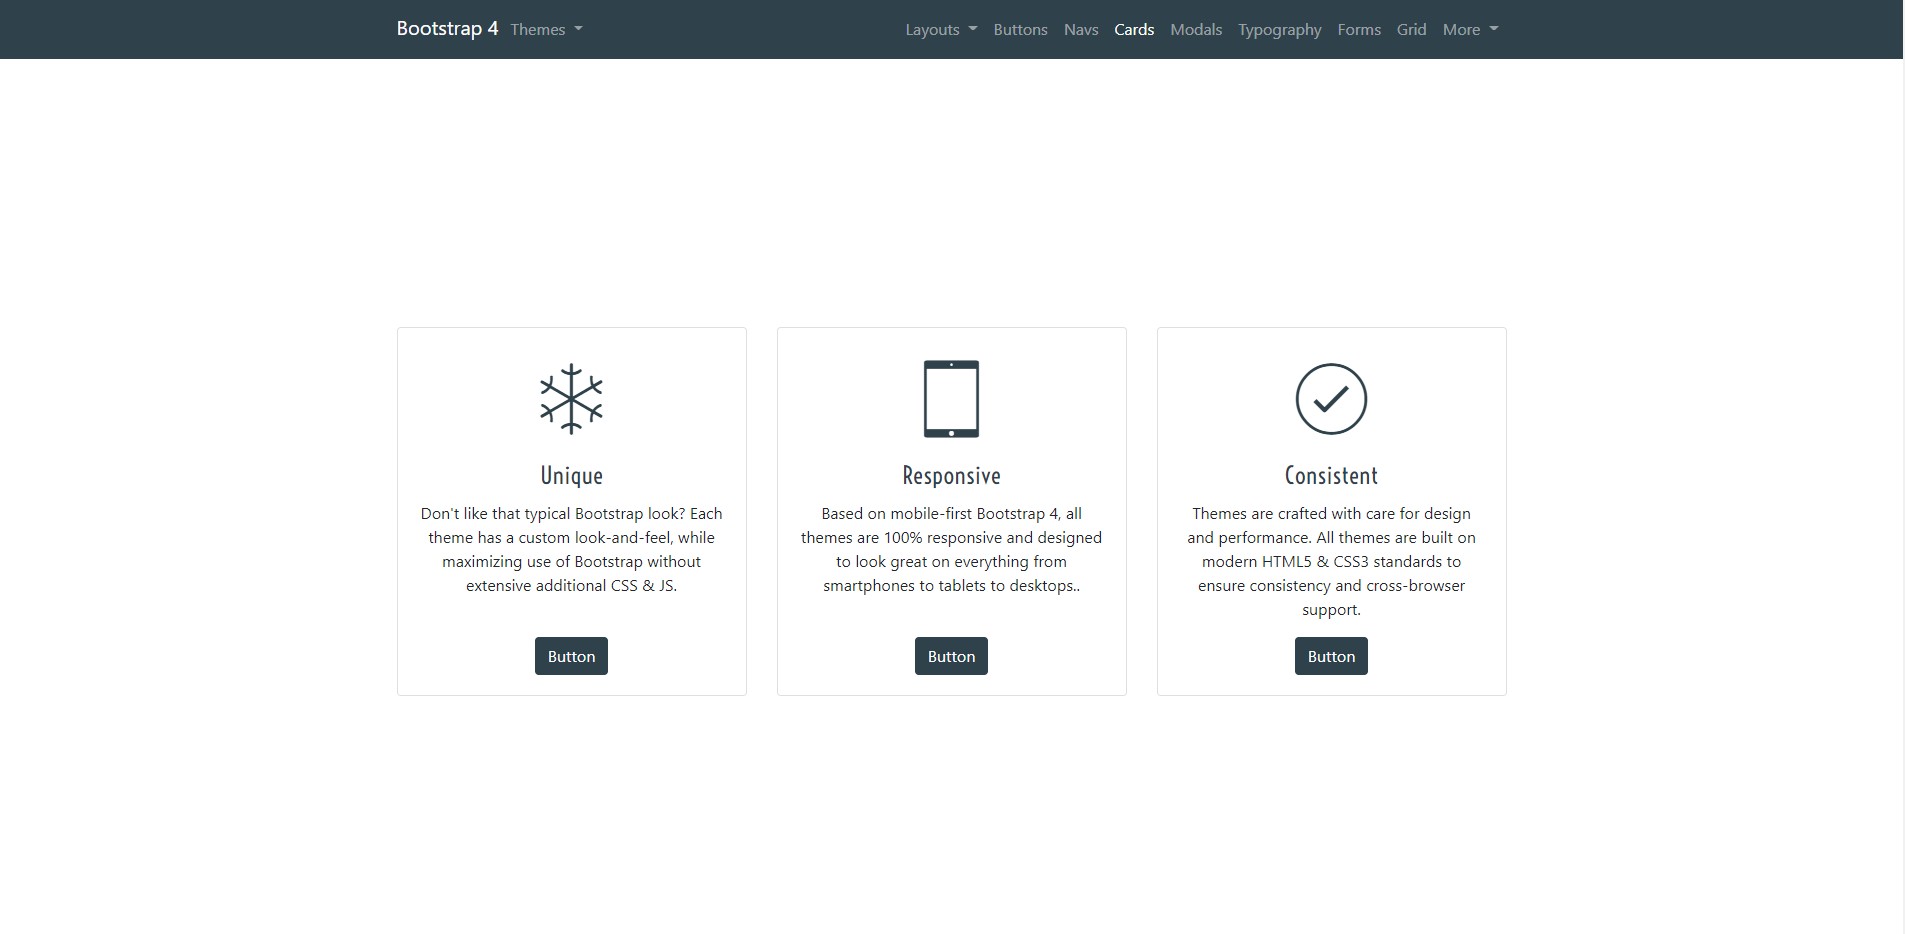 Bootstrap 4 Themes Layouts Buttons Navs Cards Modals Typography Forms Grid More
Unique
Don't like that typical Bootstrap look? Each
theme has a custom look-and-feel, while
maximizing use of Bootstrap without
extensive additional CSS & JS.
Button
Responsive
Based on mobile-first Bootstrap 4, all
themes are 100% responsive and designed
to look great on everything from
smartphones to tablets to desktops..
Button
Consistent
Themes are crafted with care for design
and performance. All themes are built on
modern HTML5 & CSS3 standards to
ensure consistency and cross-browser
support.
Button